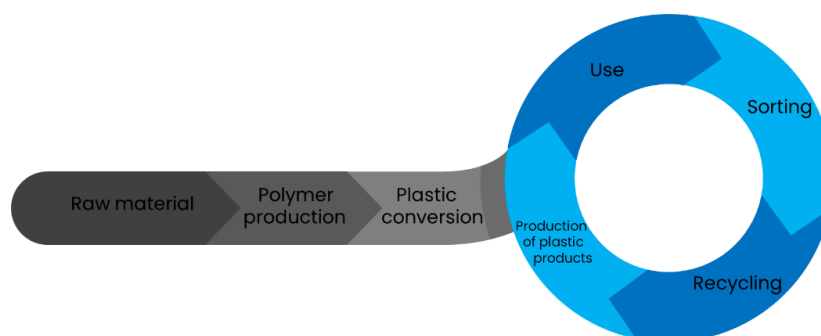 Raw material
Polymer
production
Plastic
conversion
Production
of plastic
products
Use
Sorting
Recycling